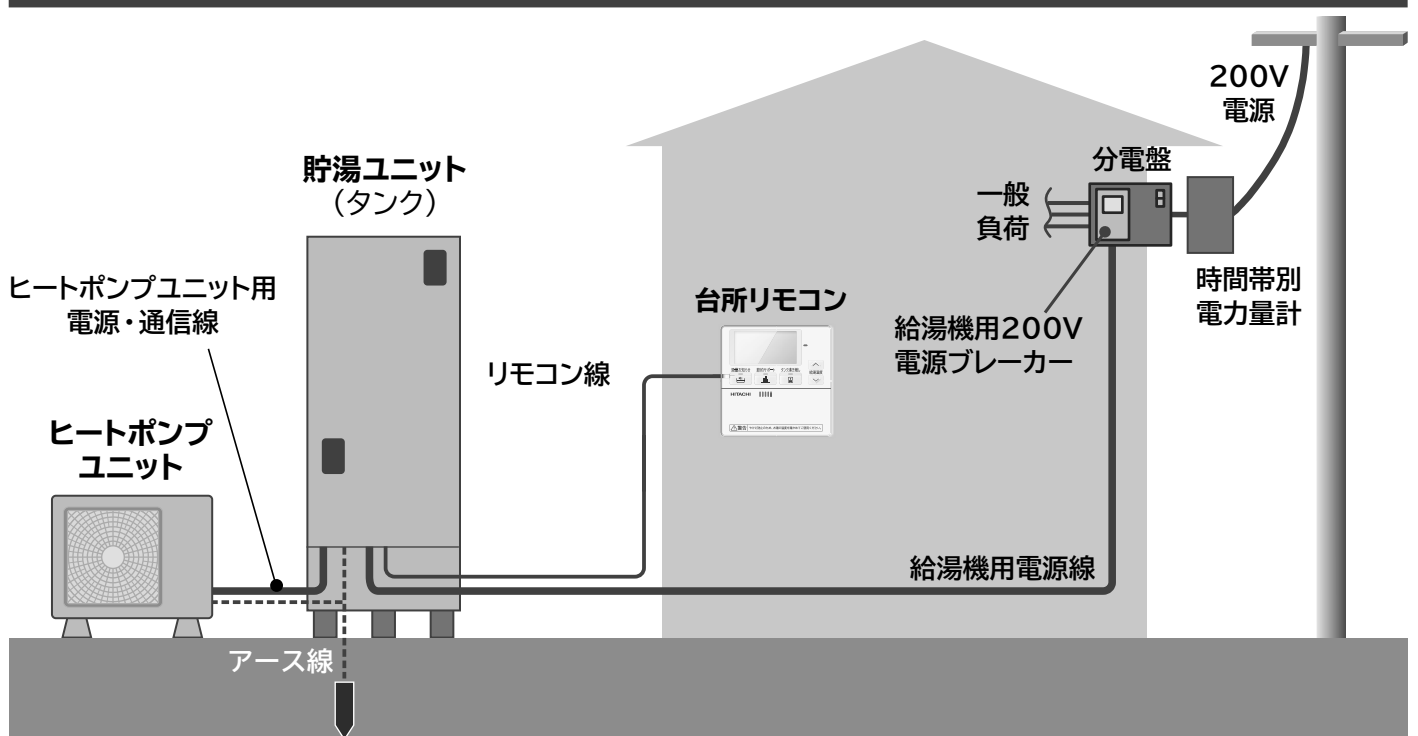 200V
電源
分電盤
貯湯ユニット
（タンク）
一般
負荷
ヒートポンプユニット用
電源・通信線
台所リモコン
時間帯別
電力量計
給湯機用200V
電源ブレーカー
リモコン線
HITACHI
警告
ヒートポンプ
ユニット
給湯機用電源線
アース線